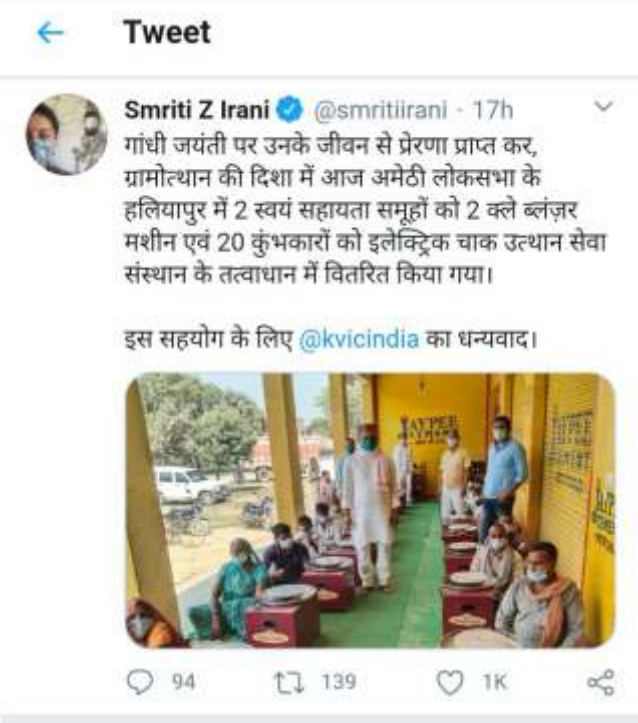 Tweet
Smriti Z Irani @smritiirani · 17h
गांधी जयंती पर उनके जीवन से प्रेरणा प्राप्त कर,
ग्रामोत्थान की दिशा में आज अमेठी लोकसभा के
हलियापुर में 2 स्वयं सहायता समूहों को 2 क्ले ब्लंज़र
मशीन एवं 20 कुंभकारों को इलेक्ट्रिक चाक उत्थान सेवा
संस्थान के तत्वाधान में वितरित किया गया।
इस सहयोग के लिए @kvicindia का धन्यवाद।
JAYPEE
94 139 1K